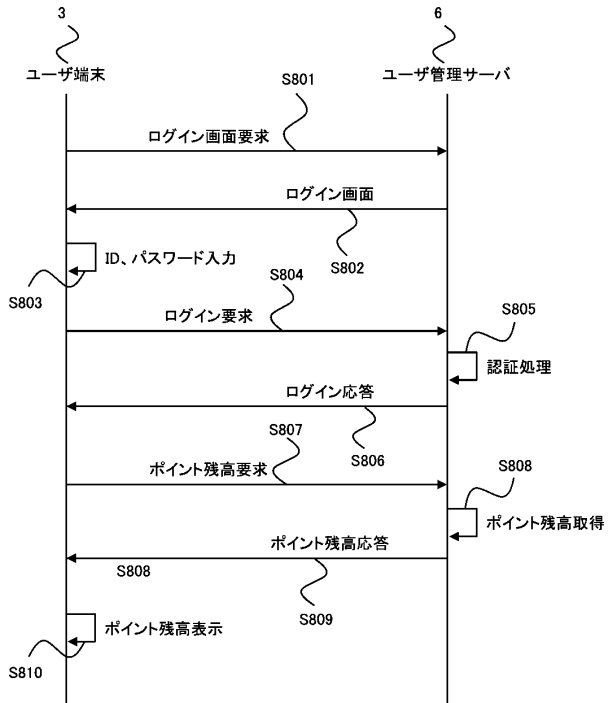 3
6
ユーザ端末
ユーザ管理サーバ
S801
ログイン画面要求
ログイン画面
S802
ID、パスワード入力
S803
S804
ログイン要求
S805
認証処理
ログイン応答
S806
S807
ポイント残高要求
S808
ポイント残高取得
ポイント残高応答
S808
S809
ポイント残高表示
S810